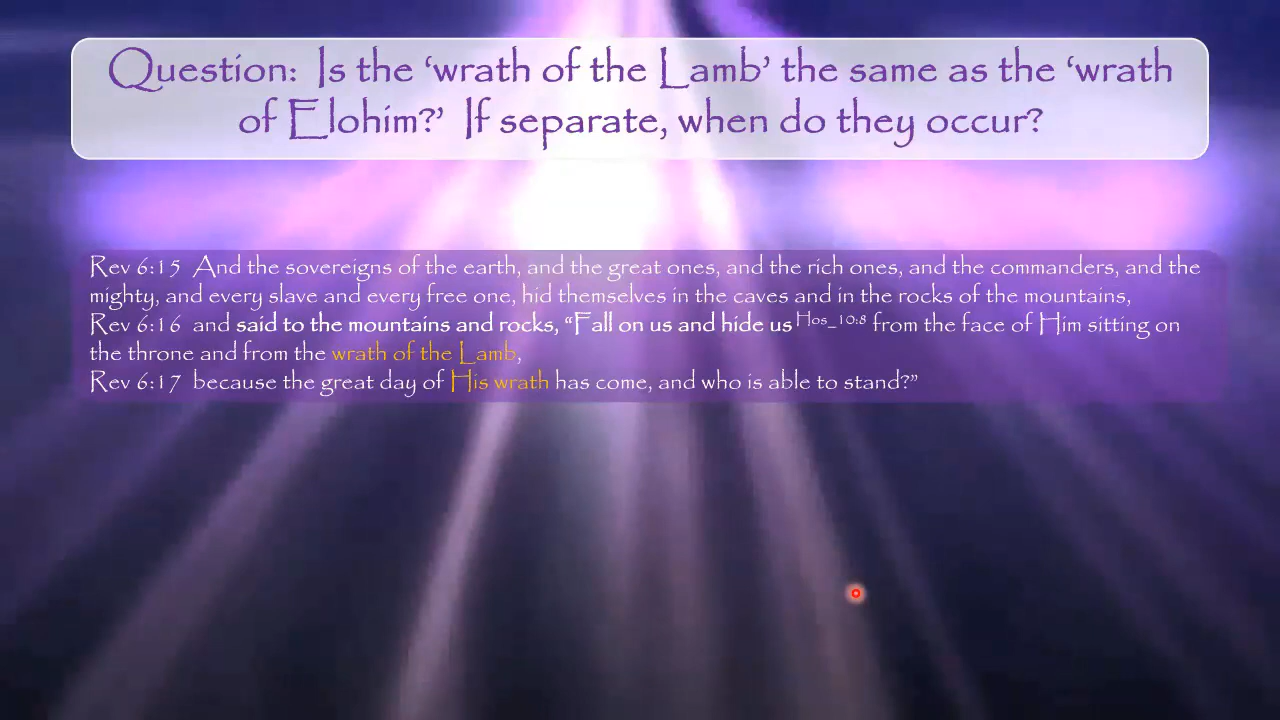 Question:  Is the ‘wrath of the Lamb’ the same as the ‘wrath
of Elohim?’  If separate, when do they occur?
Rev 6:15  And the sovereigns of the earth, and the great ones, and the rich ones, and the commanders, and the
mighty, and every slave and every free one, hid themselves in the caves and in the rocks of the mountains,
Rev 6:16  and said to the mountains and rocks, “Fall on us and hide us Hos_10:8 from the face of Him sitting on
the throne and from the wrath of the Lamb,
Rev 6:17  because the great day of His wrath has come, and who is able to stand?”